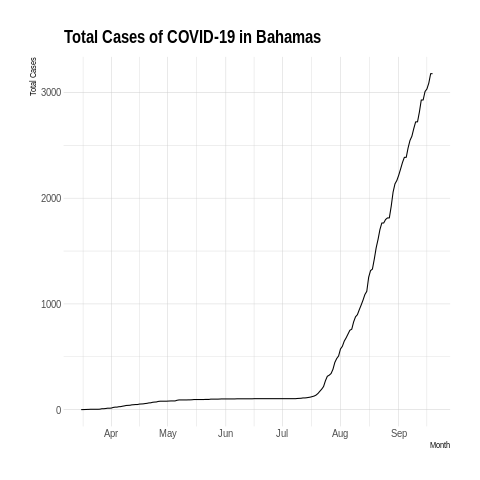 Total Cases of COVID-19 in Bahamas
Total Cases
3000
2000
1000
0
Apr May Jun Jul Aug Sep
Month